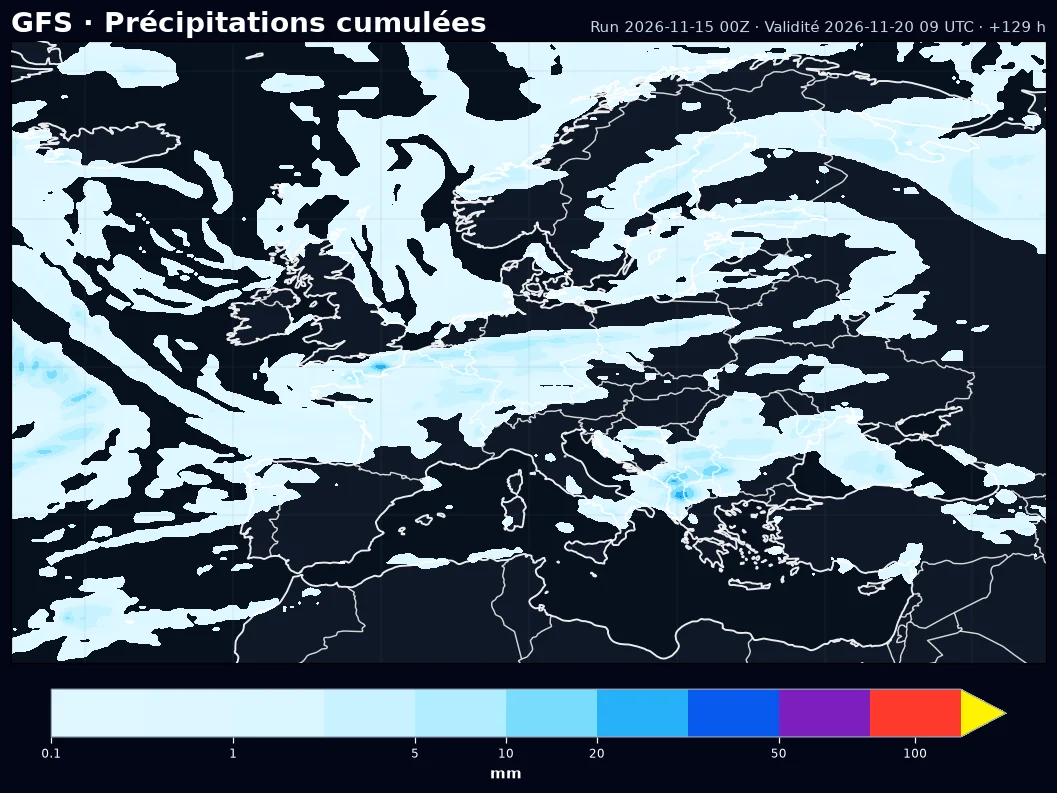 GFS · Précipitations cumulées
Run 2026-11-15 00Z · Validité 2026-11-20 09 UTC · +129 h
0.1 1 5 10 20 50 100
mm